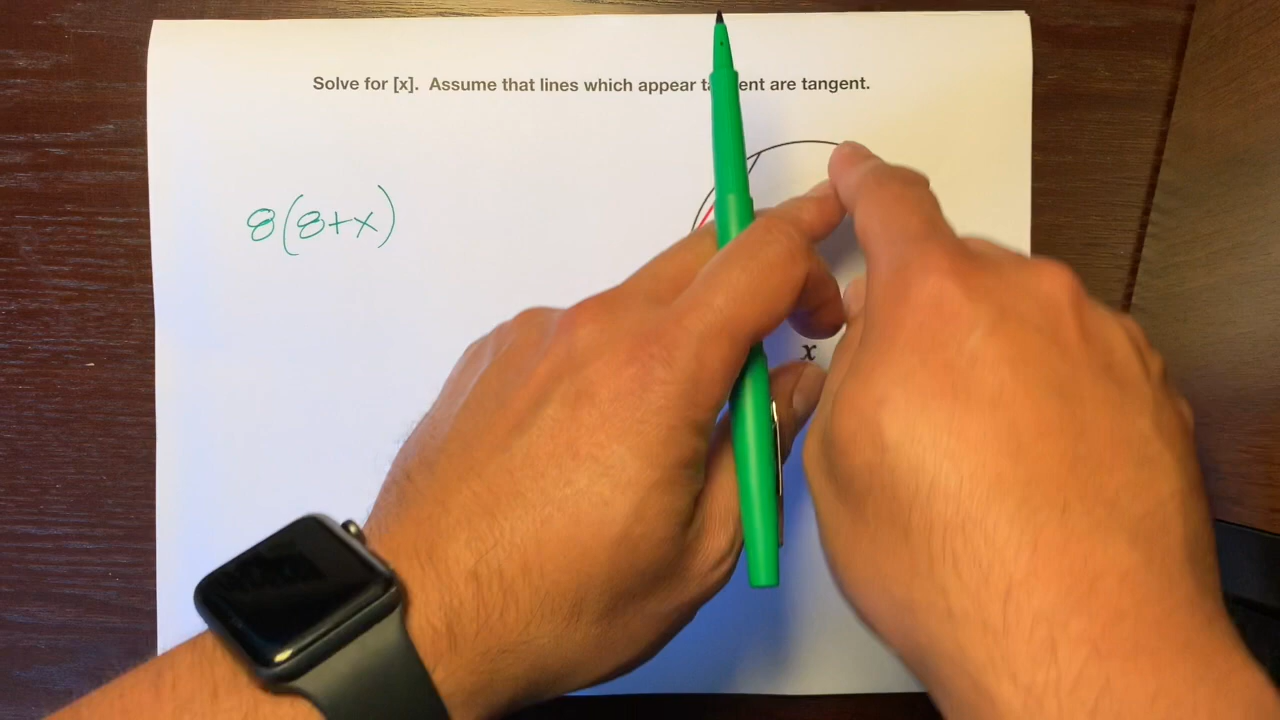 Solve for [x]. Assume that lines which appear ta ent are tangent.
8(8+x)
x